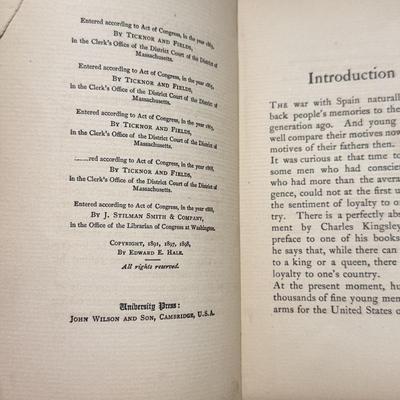 Entered according to Act of Congress, in the year 1863,
BY TICKNOR AND FIELDS,
in the Clerk's Office of the District Court of the District of
Massachusetts.
Entered according to Act of Congress, in the year
BY TICKNOR AND FIELDS,
in the Clerk's Office of the District Court of the District of
Massachusetts.
Entered according to Act of Congress, in the year
BY TICKNOR AND FIELDS,
in the Clerk's Office of the District Court of the District of
Massachusetts.
red according to Act of Congress, in the year 1868,
BY TICKNOR AND FIELDS,
in the Clerk's Office of the District Court of the District of
Massachusetts.
Entered according to Act of Congress, in the year 1888
BY J. STILMAN SMITH & COMPANY,
in the Office of the Librarian of Congress at Washington.
COPYRIGHT, 1891, 1897, 1898,
BY EDWARD E. HALE.
All rights reserved.
University Press:
JOHN WILSON AND SON, CAMBRIDGE, U.S.A.
Introduction
THE war with Spain naturall
back people's memories to the
generation ago. And young
well compare their motives now
motives of their fathers then.
It was curious at that time to
some men who had conscie
who had more than the avera
gence, could not at the first u
the sentiment of loyalty to o
try. There is a perfectly abs
ment by Charles Kingsley
preface to one of his books
he says that, while there can
to a king or a queen, there
loyalty to one's country.
At the present moment, hu
thousands of fine young men
arms for the United States o